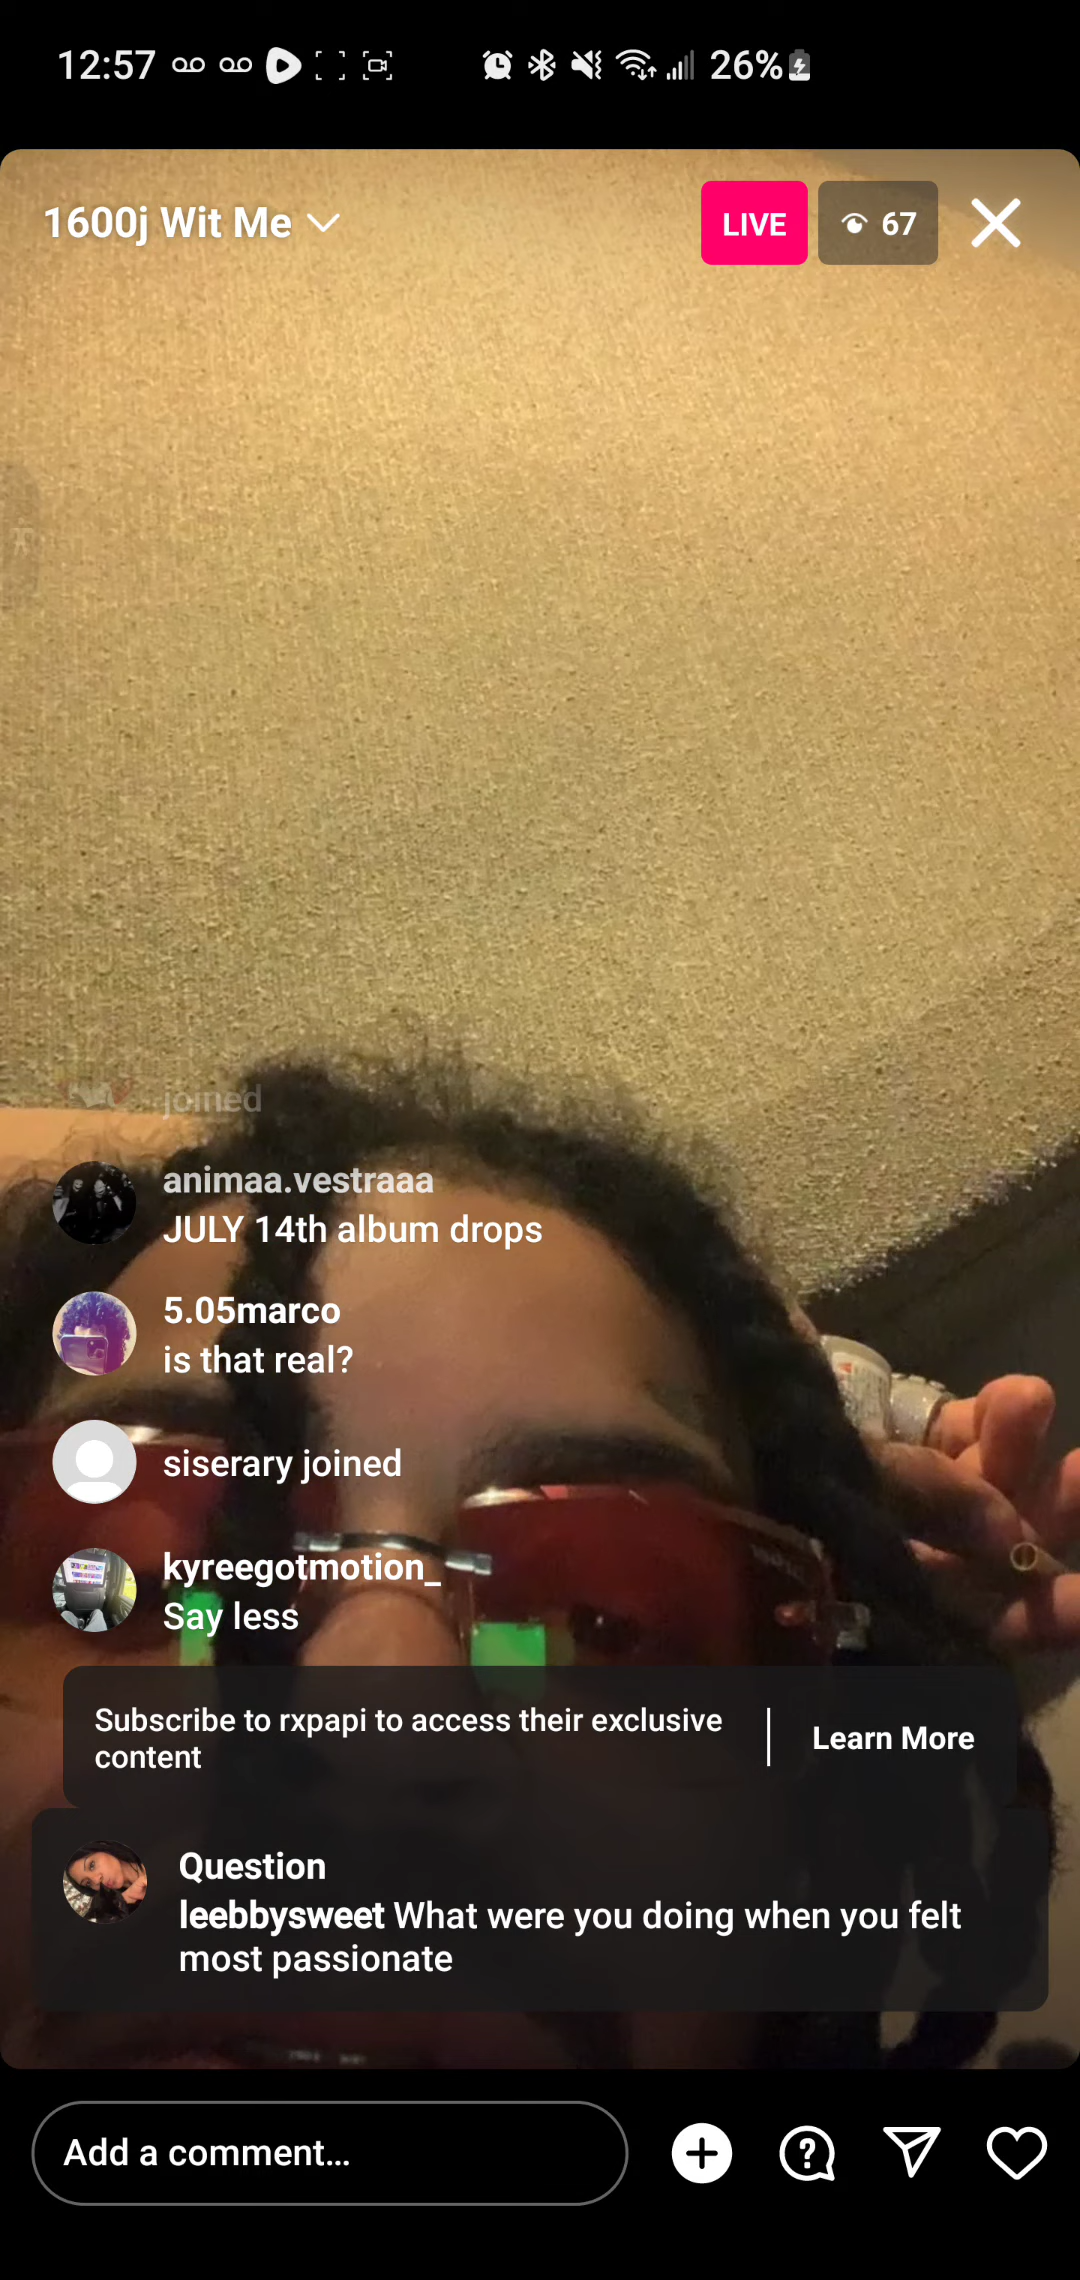 12:57
26%
1600j Wit Me
LIVE
67
joined
animaa.vestraaa
JULY 14th album drops
5.05marco
is that real?
siserary joined
kyreegotmotion_
Say less
Subscribe to rxpapi to access their exclusive
content
Learn More
Question
leebbysweet What were you doing when you felt
most passionate
Add a comment...